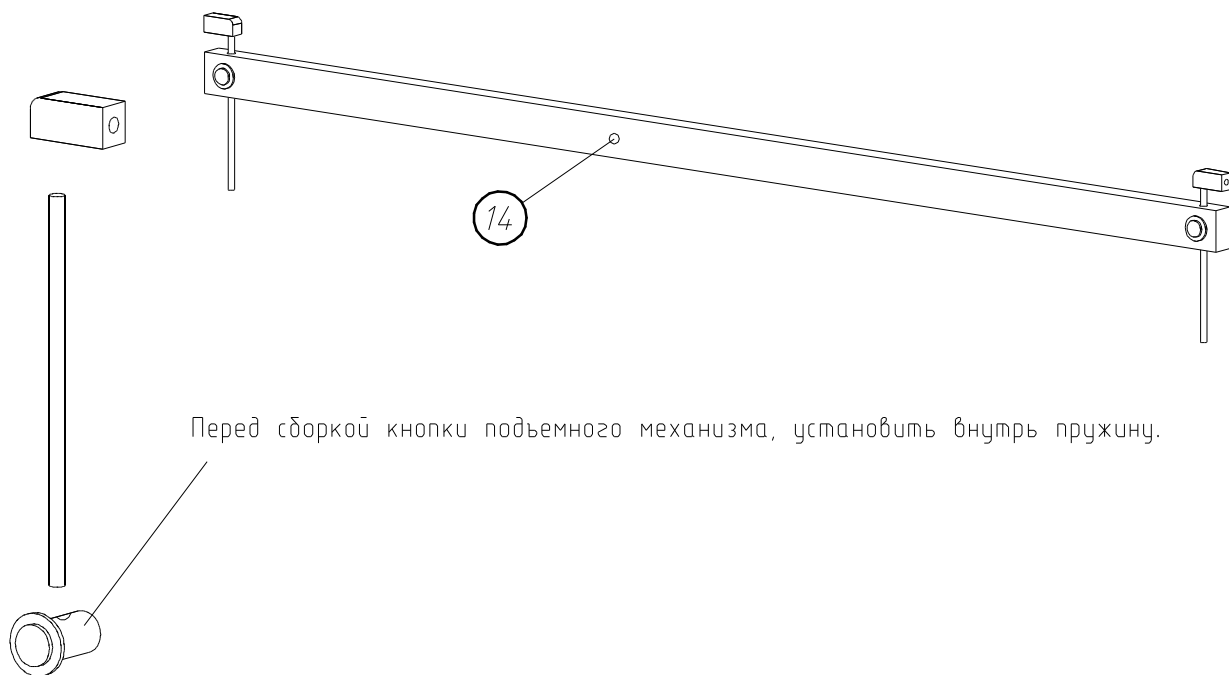 14
Перед сборкой кнопки подъемного механизма, установить внутрь пружину.